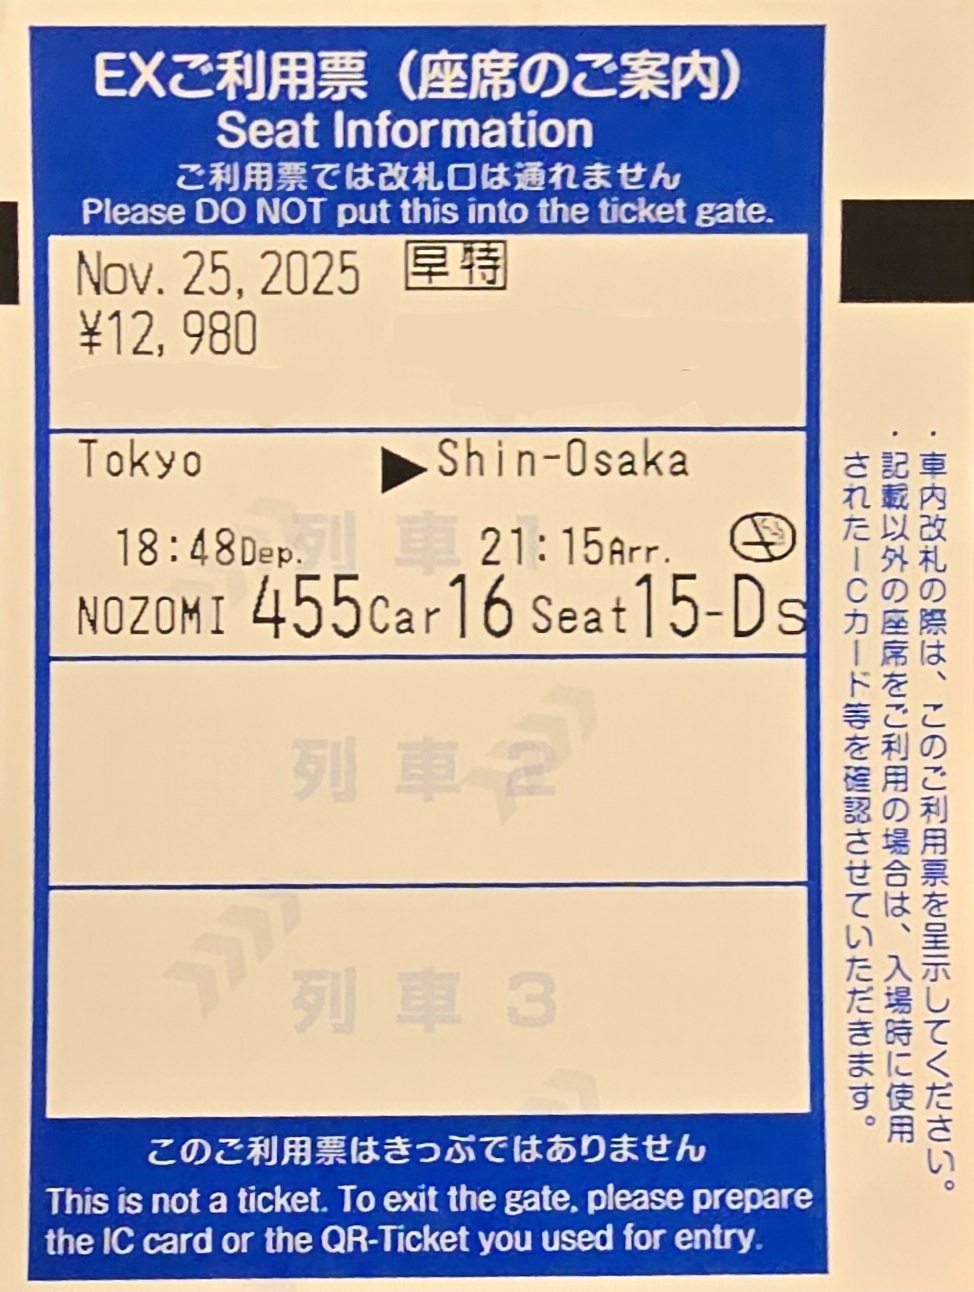 EXご利用票（座席のご案内）
Seat Information
ご利用票では改札口は通れません
Please DO NOT put this into the ticket gate.
Nov. 25, 2025 早特
¥12,980
Tokyo ▶ Shin-Osaka
18:48Dep. 21:15Arr.
列車1
NOZOMI 455 Car 16 Seat 15-D s
列車2
列車3
このご利用票はきっぷではありません
This is not a ticket. To exit the gate, please prepare
the IC card or the QR-Ticket you used for entry.
・車内改札の際は、このご利用票を呈示してください。
・記載以外の座席をご利用の場合は、入場時に使用
されたICカード等を確認させていただきます。